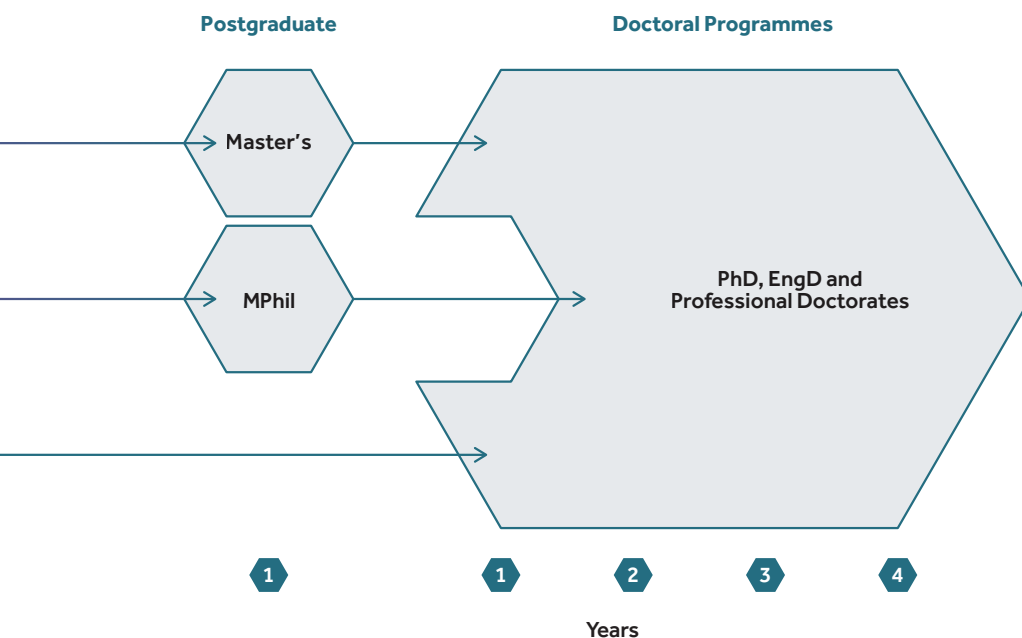 Postgraduate
Doctoral Programmes
Master's
MPhil
PhD, EngD and
Professional Doctorates
1
1
2
3
4
Years